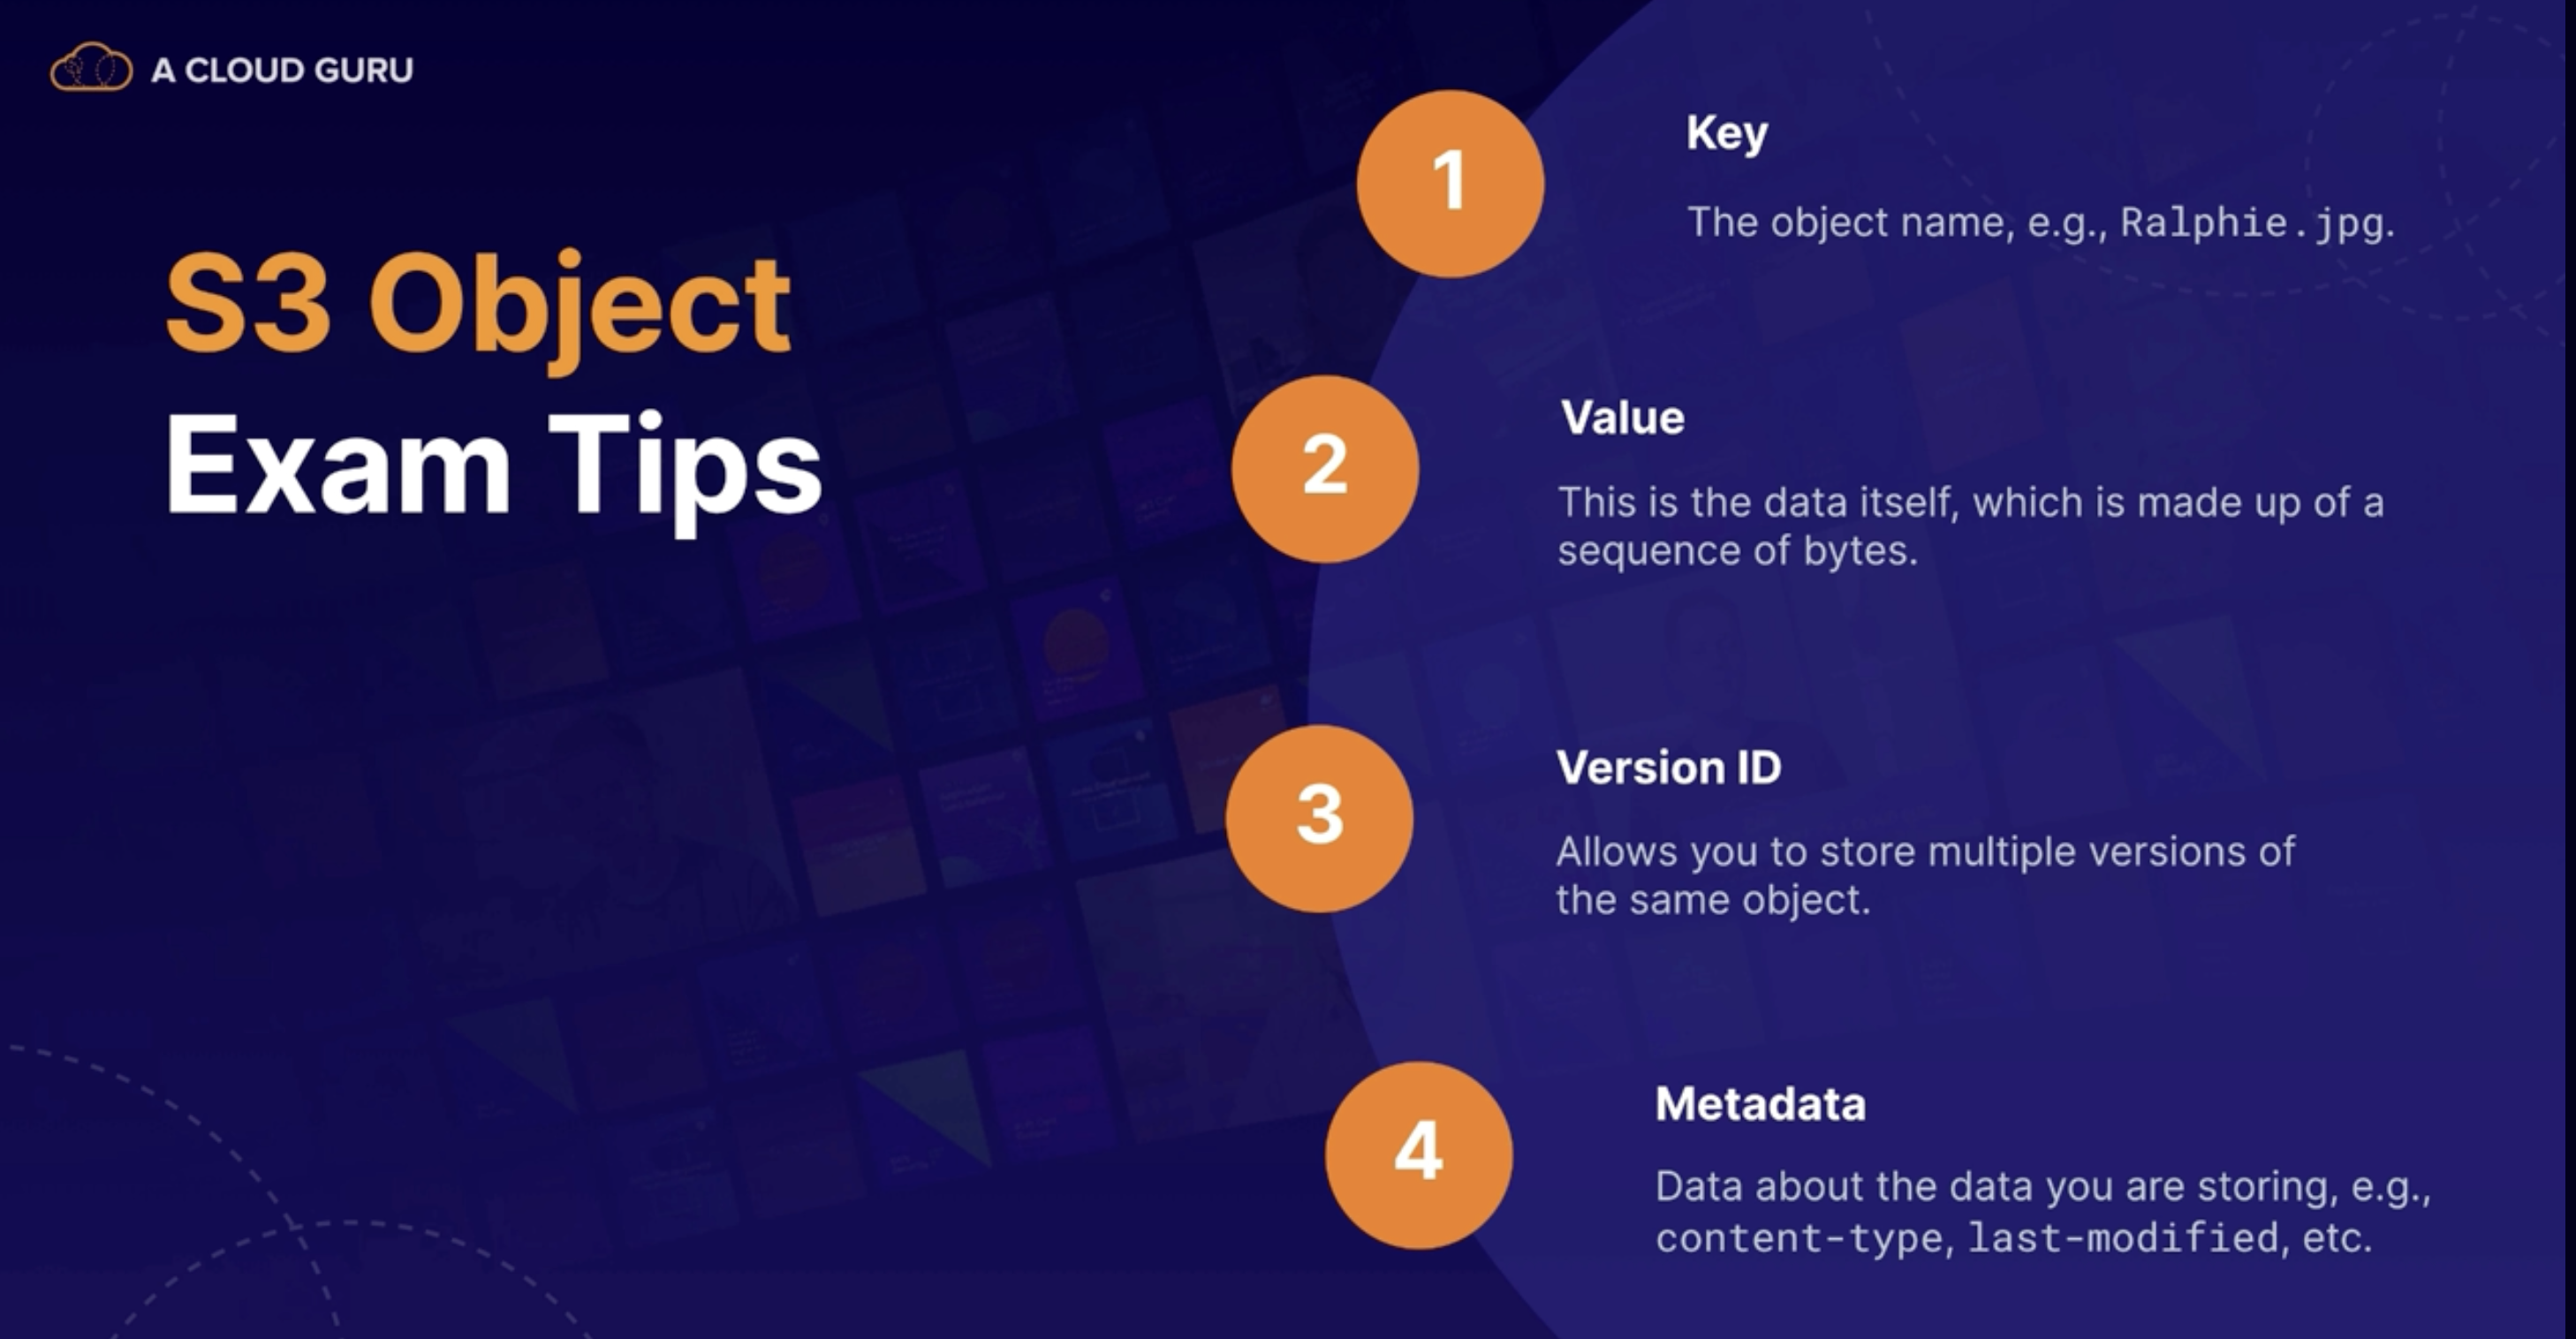 A CLOUD GURU
S3 Object
Exam Tips
1
Key
The object name, e.g., Ralphie.jpg.
2
Value
This is the data itself, which is made up of a
sequence of bytes.
3
Version ID
Allows you to store multiple versions of
the same object.
4
Metadata
Data about the data you are storing, e.g.,
content-type, last-modified, etc.